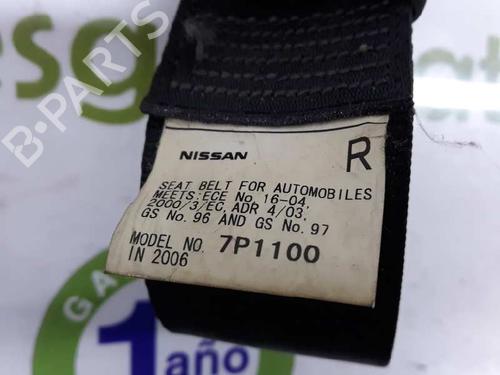 B-PARTS
NISSAN
R
SEAT BELT FOR AUTOMOBILES
MEETS:ECE No 16-04,
2000/3/EC, ADR 4/03,
GS No. 96 AND GS No. 97
MODEL NO. 7P1100
IN 2006
1 año